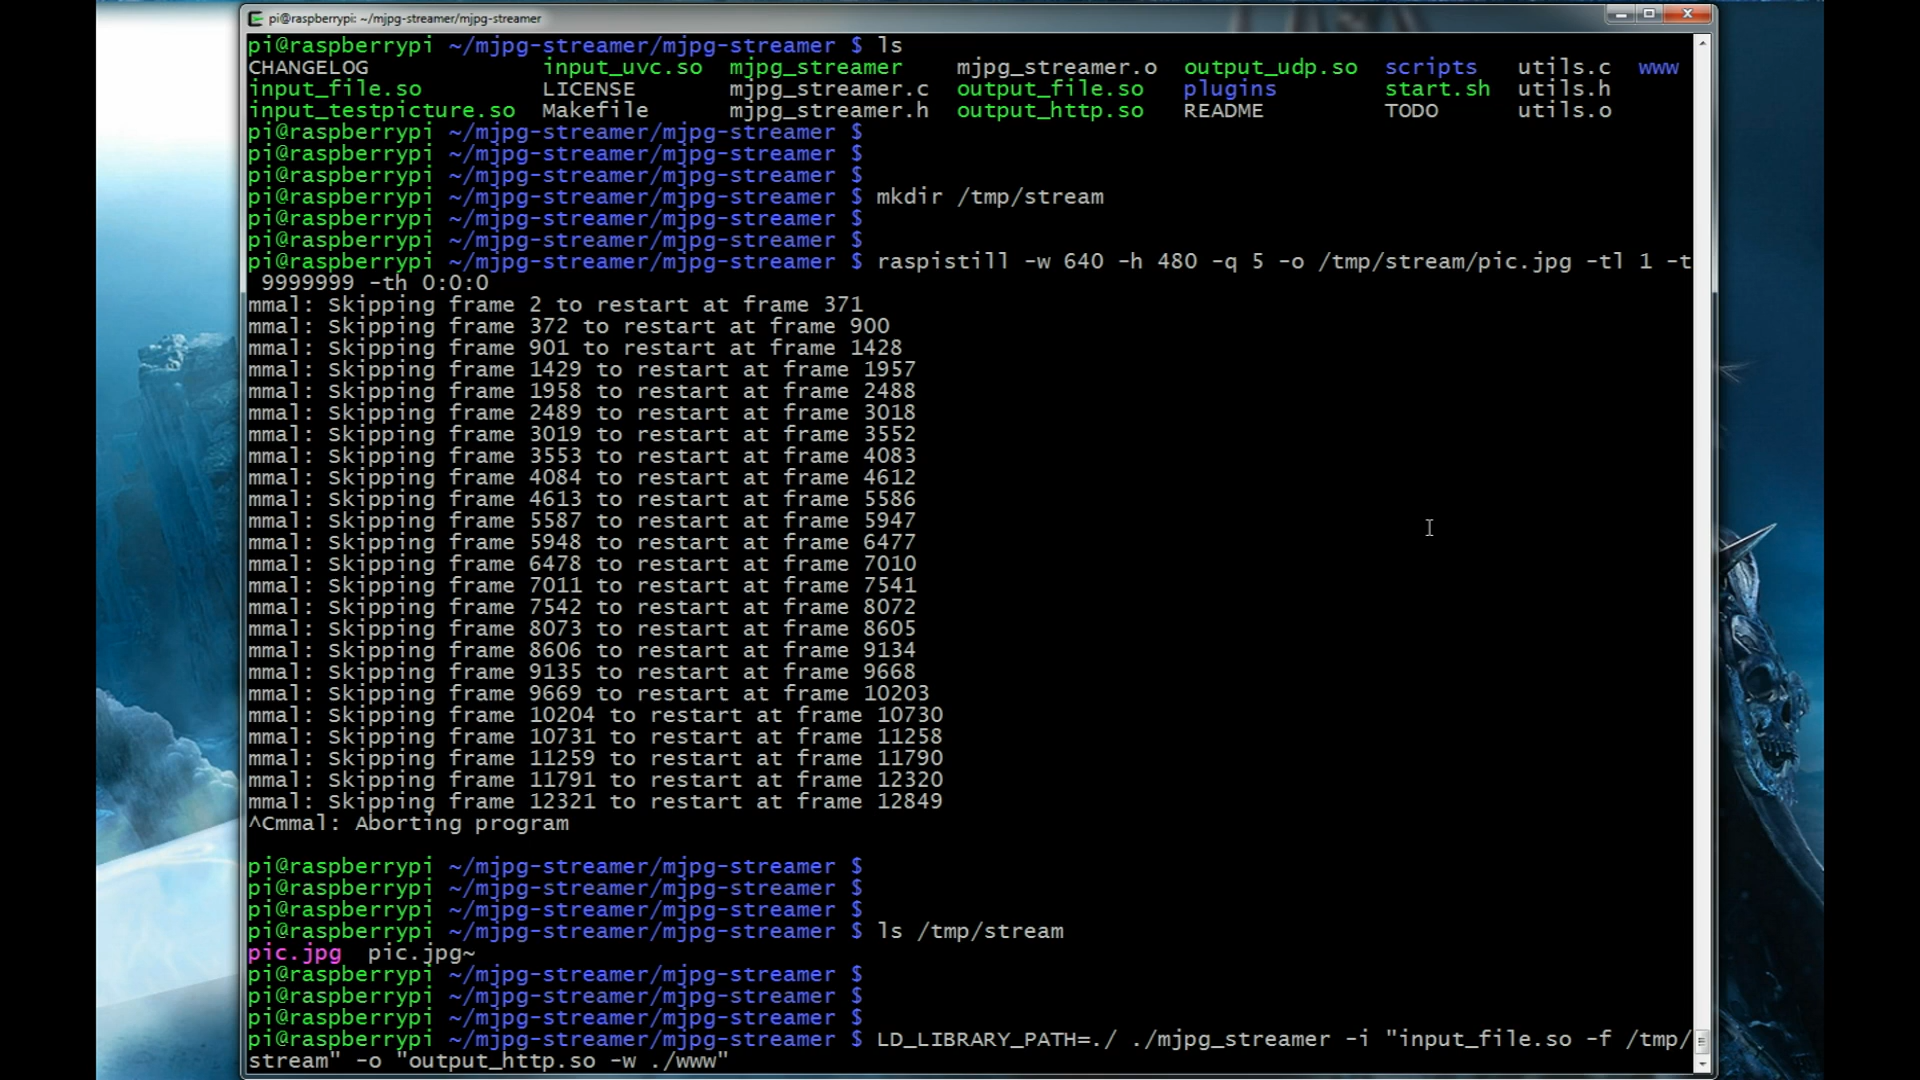 pi@raspberrypi: ~/mjpg-streamer/mjpg-streamer
pi@raspberrypi ~/mjpg-streamer/mjpg-streamer $ ls
CHANGELOG input_uvc.so mjpg_streamer mjpg_streamer.o output_udp.so scripts utils.c www
input_file.so LICENSE mjpg_streamer.c output_file.so plugins start.sh utils.h
input_testpicture.so Makefile mjpg_streamer.h output_http.so README TODO utils.o
pi@raspberrypi ~/mjpg-streamer/mjpg-streamer $
pi@raspberrypi ~/mjpg-streamer/mjpg-streamer $
pi@raspberrypi ~/mjpg-streamer/mjpg-streamer $
pi@raspberrypi ~/mjpg-streamer/mjpg-streamer $ mkdir /tmp/stream
pi@raspberrypi ~/mjpg-streamer/mjpg-streamer $
pi@raspberrypi ~/mjpg-streamer/mjpg-streamer $
pi@raspberrypi ~/mjpg-streamer/mjpg-streamer $ raspistill -w 640 -h 480 -q 5 -o /tmp/stream/pic.jpg -tl 1 -t
9999999 -th 0:0:0
mmal: Skipping frame 2 to restart at frame 371
mmal: Skipping frame 372 to restart at frame 900
mmal: Skipping frame 901 to restart at frame 1428
mmal: Skipping frame 1429 to restart at frame 1957
mmal: Skipping frame 1958 to restart at frame 2488
mmal: Skipping frame 2489 to restart at frame 3018
mmal: Skipping frame 3019 to restart at frame 3552
mmal: Skipping frame 3553 to restart at frame 4083
mmal: Skipping frame 4084 to restart at frame 4612
mmal: Skipping frame 4613 to restart at frame 5586
mmal: Skipping frame 5587 to restart at frame 5947
mmal: Skipping frame 5948 to restart at frame 6477
mmal: Skipping frame 6478 to restart at frame 7010
mmal: Skipping frame 7011 to restart at frame 7541
mmal: Skipping frame 7542 to restart at frame 8072
mmal: Skipping frame 8073 to restart at frame 8605
mmal: Skipping frame 8606 to restart at frame 9134
mmal: Skipping frame 9135 to restart at frame 9668
mmal: Skipping frame 9669 to restart at frame 10203
mmal: Skipping frame 10204 to restart at frame 10730
mmal: Skipping frame 10731 to restart at frame 11258
mmal: Skipping frame 11259 to restart at frame 11790
mmal: Skipping frame 11791 to restart at frame 12320
mmal: Skipping frame 12321 to restart at frame 12849
^Cmmal: Aborting program
pi@raspberrypi ~/mjpg-streamer/mjpg-streamer $
pi@raspberrypi ~/mjpg-streamer/mjpg-streamer $
pi@raspberrypi ~/mjpg-streamer/mjpg-streamer $
pi@raspberrypi ~/mjpg-streamer/mjpg-streamer $ ls /tmp/stream
pic.jpg pic.jpg~
pi@raspberrypi ~/mjpg-streamer/mjpg-streamer $
pi@raspberrypi ~/mjpg-streamer/mjpg-streamer $
pi@raspberrypi ~/mjpg-streamer/mjpg-streamer $
pi@raspberrypi ~/mjpg-streamer/mjpg-streamer $ LD_LIBRARY_PATH=./ ./mjpg_streamer -i "input_file.so -f /tmp/
stream" -o "output_http.so -w ./www"